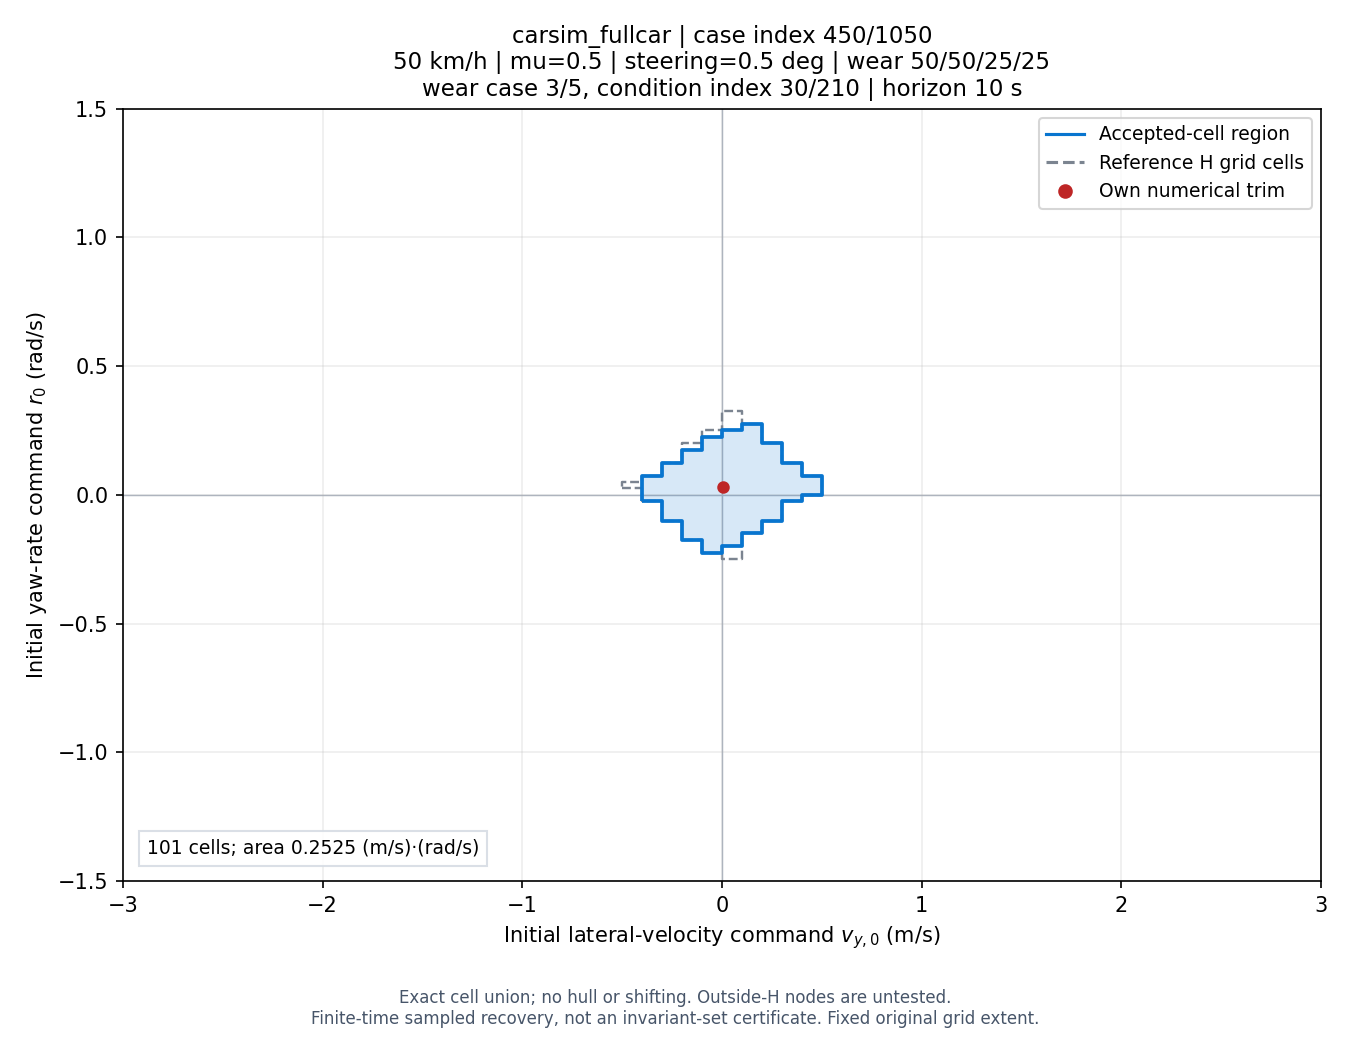 carsim_fullcar | case index 450/1050
50 km/h | mu=0.5 | steering=0.5 deg | wear 50/50/25/25
wear case 3/5, condition index 30/210 | horizon 10 s
Accepted-cell region
Reference H grid cells
Own numerical trim
1.5
1.0
0.5
0.0
−0.5
−1.0
−1.5
Initial yaw-rate command r₀ (rad/s)
101 cells; area 0.2525 (m/s)·(rad/s)
−3
−2
−1
0
1
2
3
Initial lateral-velocity command v_{y,0} (m/s)
Exact cell union; no hull or shifting. Outside-H nodes are untested.
Finite-time sampled recovery, not an invariant-set certificate. Fixed original grid extent.